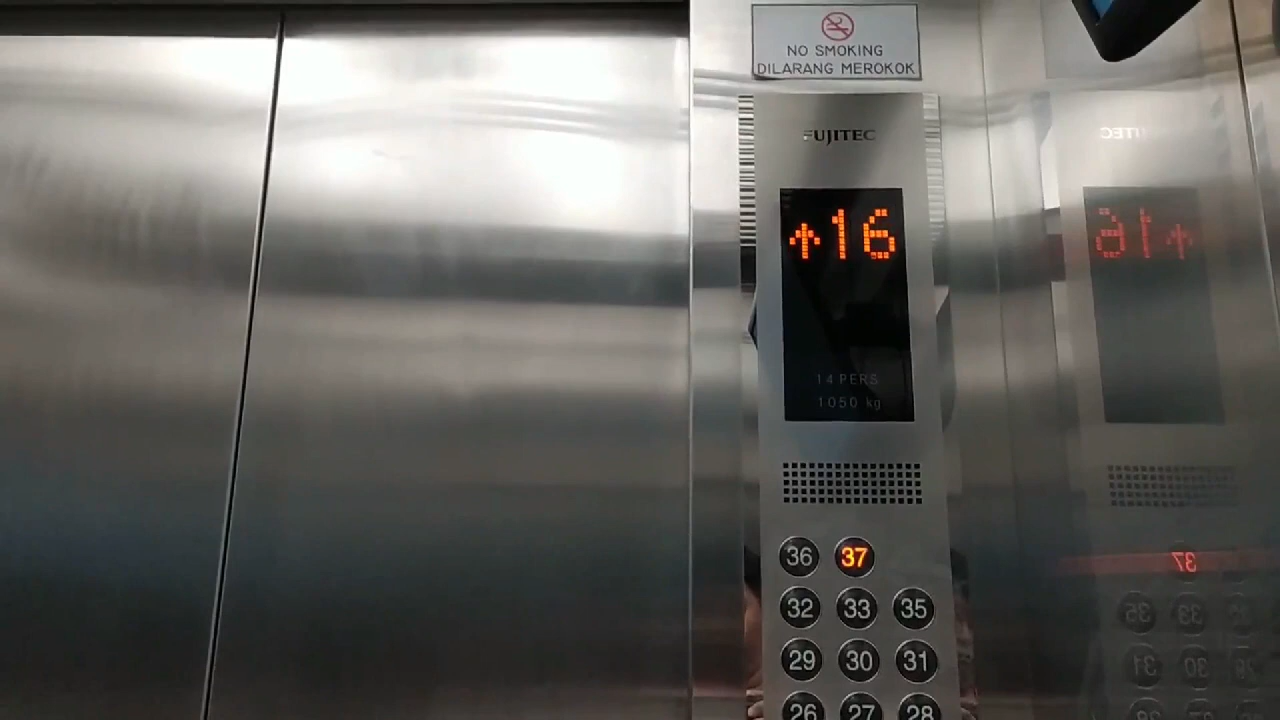 NO SMOKING
DILARANG MEROKOK
FUJITEC
↑16
14 PERS
1050 kg
36 37
32 33 35
29 30 31
26 27 28